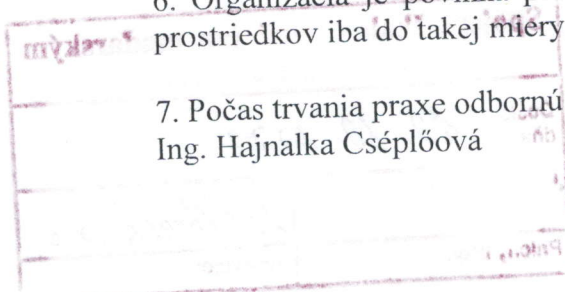 6. Organizácia je povinná p
prostriedkov iba do takej miery
7. Počas trvania praxe odbornú
Ing. Hajnalka Cséplőová